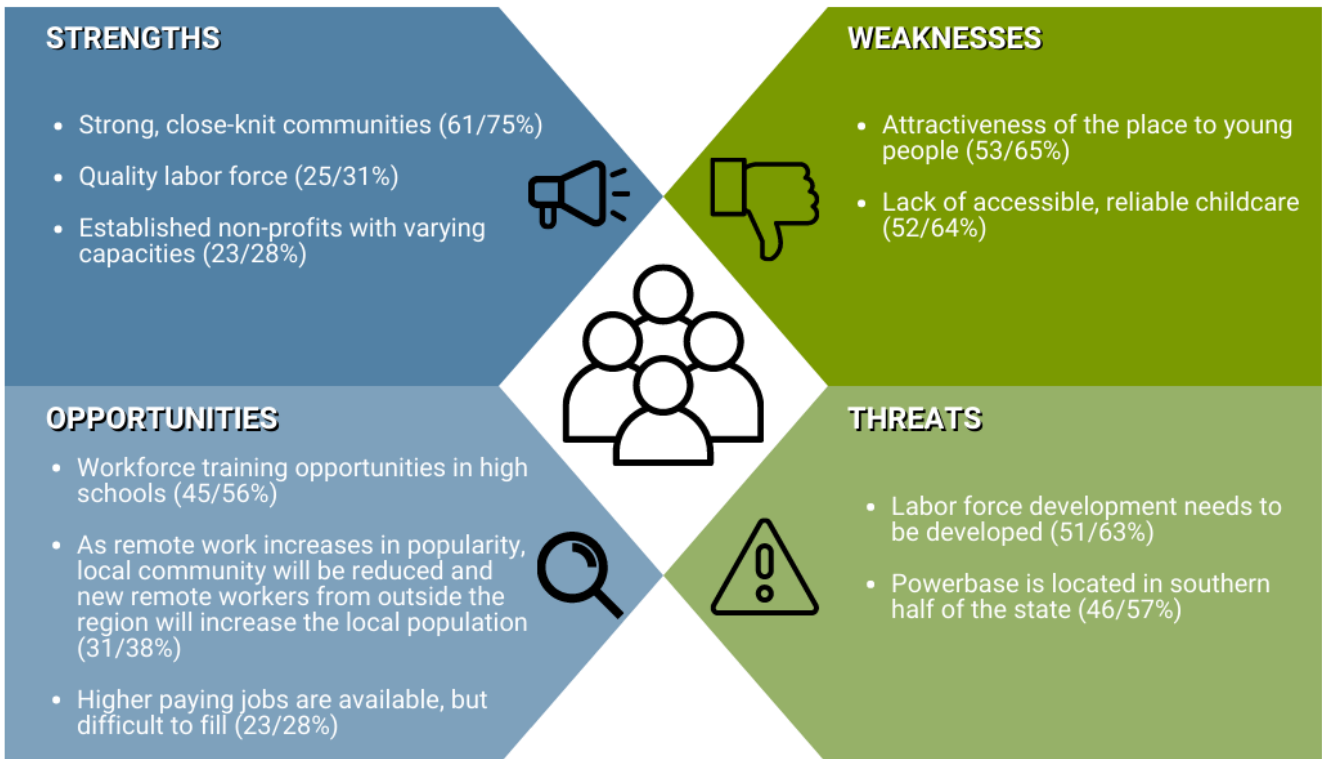 STRENGTHS
• Strong, close-knit communities (61/75%)
• Quality labor force (25/31%)
• Established non-profits with varying
capacities (23/28%)
WEAKNESSES
• Attractiveness of the place to young
people (53/65%)
• Lack of accessible, reliable childcare
(52/64%)
OPPORTUNITIES
• Workforce training opportunities in high
schools (45/56%)
• As remote work increases in popularity,
local community will be reduced and
new remote workers from outside the
region will increase the local population
(31/38%)
• Higher paying jobs are available, but
difficult to fill (23/28%)
THREATS
• Labor force development needs to
be developed (51/63%)
• Powerbase is located in southern
half of the state (46/57%)